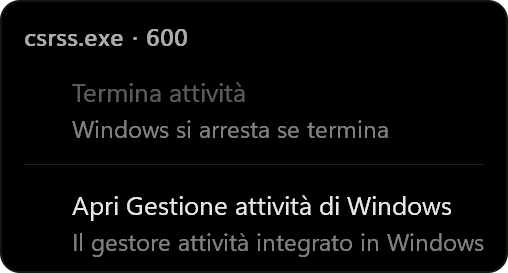 csrss.exe · 600
Termina attività
Windows si arresta se termina
Apri Gestione attività di Windows
Il gestore attività integrato in Windows